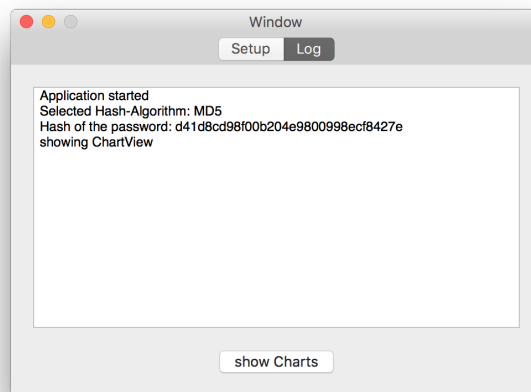 Window
Setup Log
Application started
Selected Hash-Algorithm: MD5
Hash of the password: d41d8cd98f00b204e9800998ecf8427e
showing ChartView
show Charts